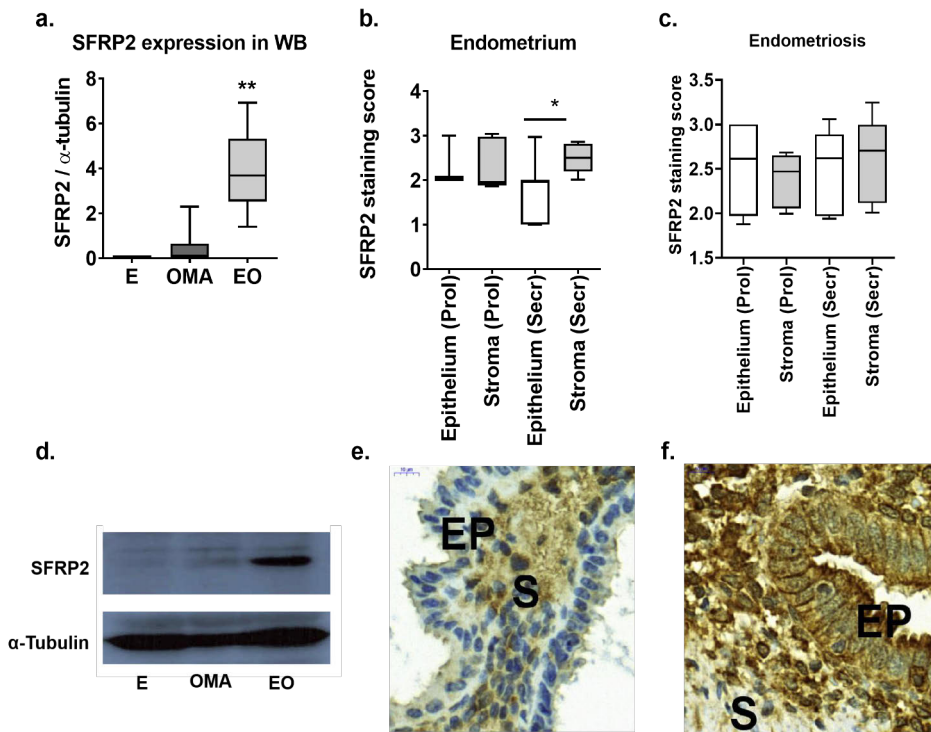 a.
SFRP2 expression in WB
SFRP2 / α-tubulin
8
6
4
2
0
**
E
OMA
EO
b.
Endometrium
SFRP2 staining score
4
3
2
1
0
*
Epithelium (Prol)
Stroma (Prol)
Epithelium (Secr)
Stroma (Secr)
c.
Endometriosis
SFRP2 staining score
3.5
3.0
2.5
2.0
1.5
Epithelium (Prol)
Stroma (Prol)
Epithelium (Secr)
Stroma (Secr)
d.
SFRP2
α-Tubulin
E
OMA
EO
e.
EP
S
f.
EP
S